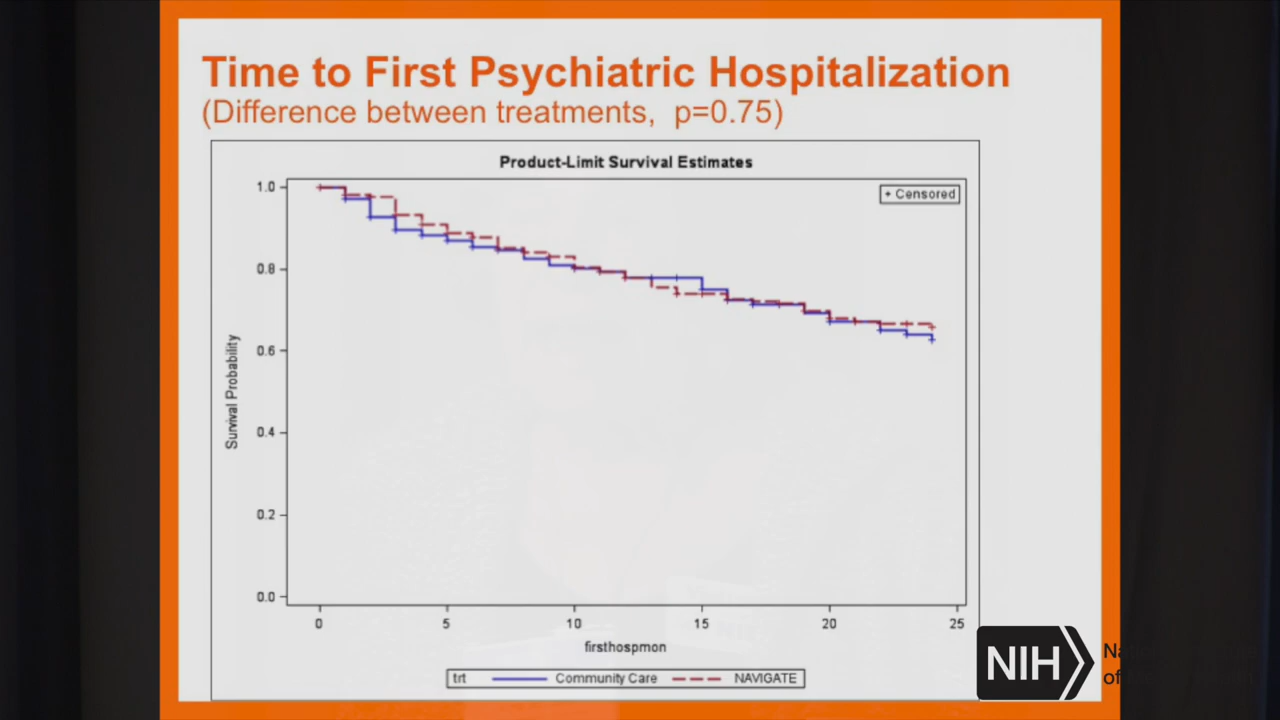 Time to First Psychiatric Hospitalization
(Difference between treatments, p=0.75)
Product-Limit Survival Estimates
+ Censored
1.0
0.8
0.6
0.4
0.2
0.0
Survival Probability
0 5 10 15 20 25
firsthospmon
trt Community Care NAVIGATE
NIH
of